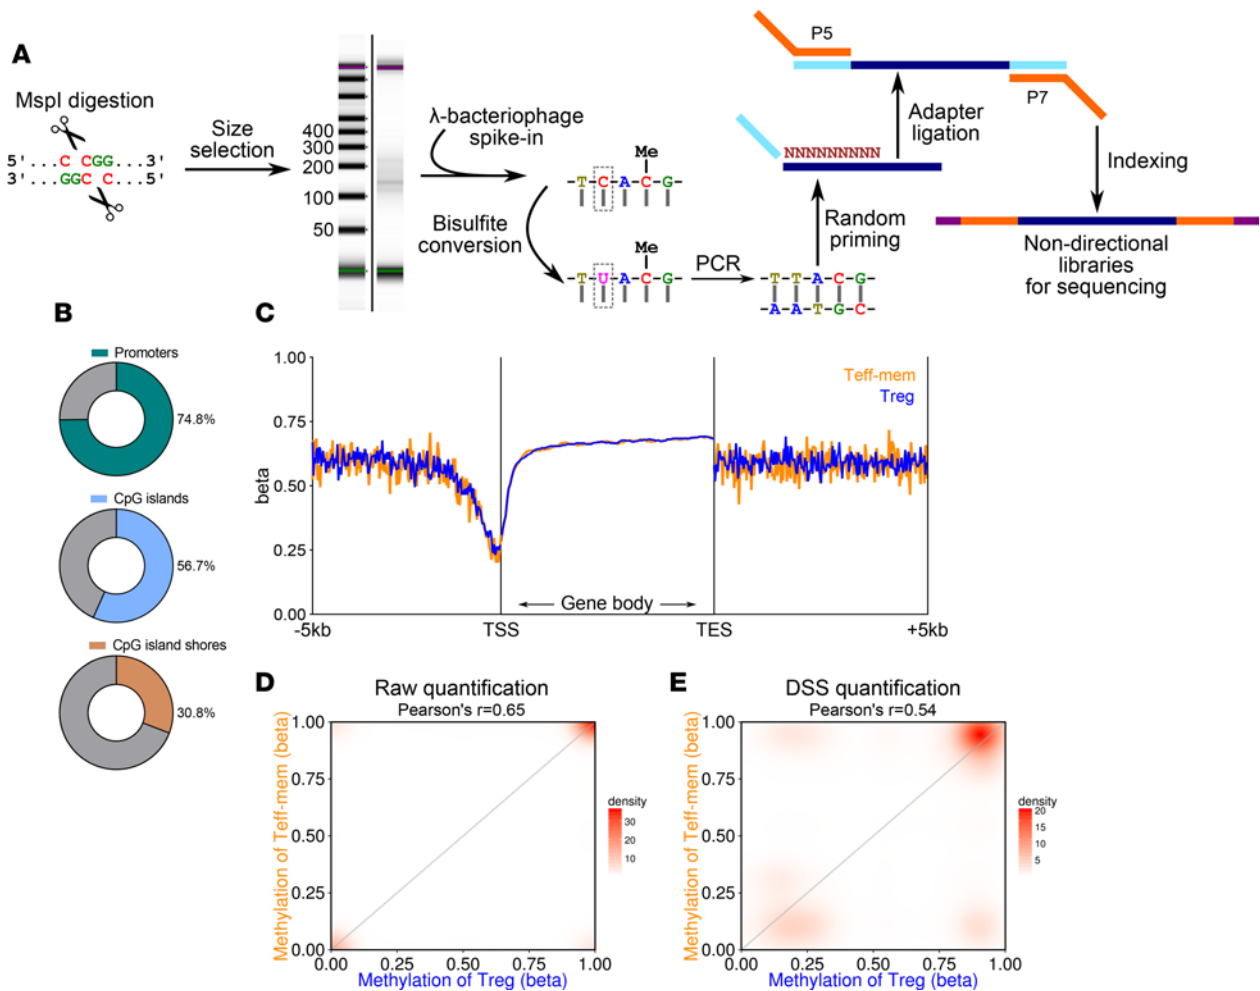 A
MspI digestion
5'...C CGG...3'
3'...GGC C...5'
Size
selection
400
300
200
100
50
λ-bacteriophage
spike-in
Me
T C A C G
Bisulfite
conversion
Me
T U A C G
PCR
T T A C G
A A T G C
Random
priming
NNNNNNNNN
Adapter
ligation
P5
P7
Indexing
Non-directional
libraries
for sequencing
B
Promoters
74.8%
CpG islands
56.7%
CpG island shores
30.8%
C
1.00
0.75
0.50
0.25
0.00
beta
Teff-mem
Treg
Gene body
-5kb
TSS
TES
+5kb
D
Raw quantification
Pearson's r=0.65
Methylation of Teff-mem (beta)
1.00
0.75
0.50
0.25
0.00
0.00 0.25 0.50 0.75 1.00
Methylation of Treg (beta)
density
30
20
10
E
DSS quantification
Pearson's r=0.54
Methylation of Teff-mem (beta)
1.00
0.75
0.50
0.25
0.00
0.00 0.25 0.50 0.75 1.00
Methylation of Treg (beta)
density
20
15
10
5